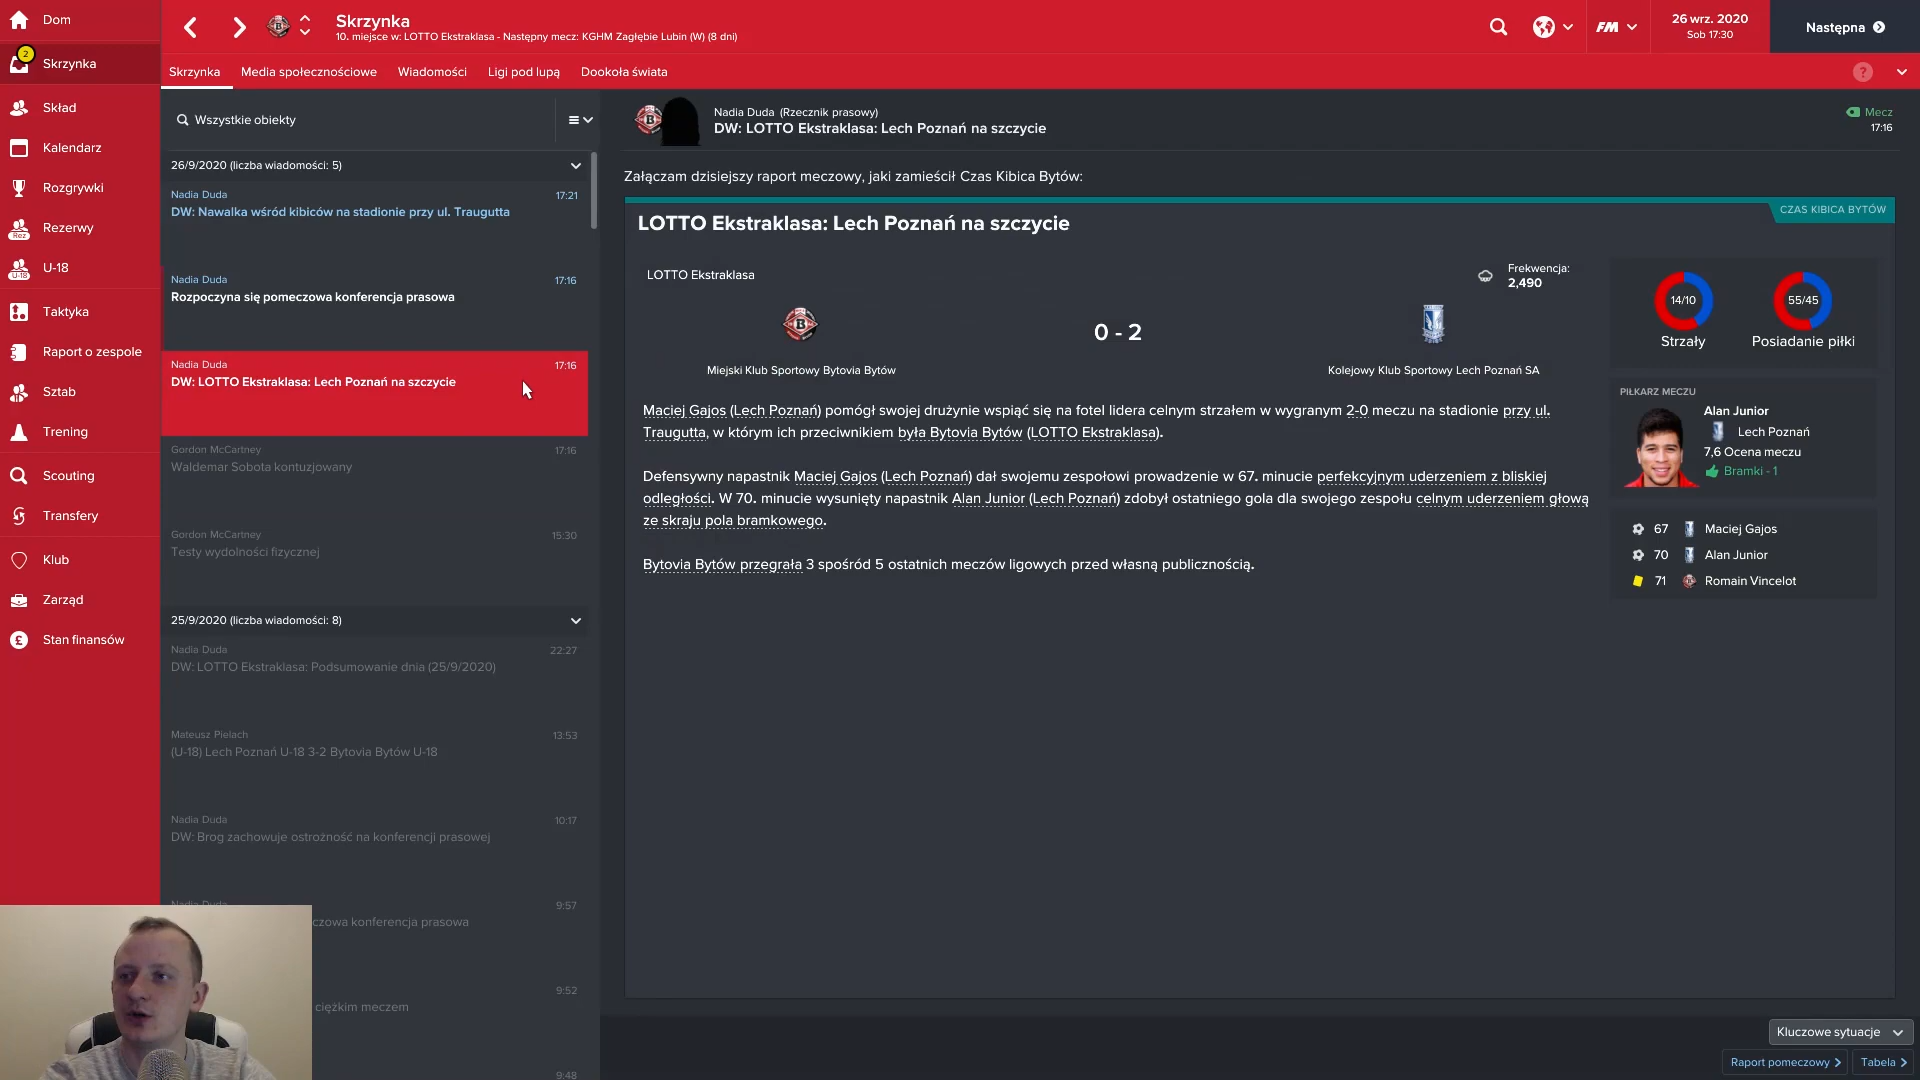 Dom
2
Skrzynka
Skład
Kalendarz
Rozgrywki
Rezerwy
U-18
Taktyka
Raport o zespole
Sztab
Trening
Scouting
Transfery
Klub
Zarząd
Stan finansów
Skrzynka
10. miejsce w: LOTTO Ekstraklasa - Następny mecz: KGHM Zagłębie Lubin (W) (8 dni)
FM
26 wrz. 2020
Sob 17:30
Następna
Skrzynka
Media społecznościowe
Wiadomości
Ligi pod lupą
Dookoła świata
?
Wszystkie obiekty
26/9/2020 (liczba wiadomości: 5)
Nadia Duda 17:21
DW: Nawałka wśród kibiców na stadionie przy ul. Traugutta
Nadia Duda 17:16
Rozpoczyna się pomeczowa konferencja prasowa
Nadia Duda 17:16
DW: LOTTO Ekstraklasa: Lech Poznań na szczycie
Gordon McCartney 17:16
Waldemar Sobota kontuzjowany
Gordon McCartney 15:30
Testy wydolności fizycznej
25/9/2020 (liczba wiadomości: 8)
Nadia Duda 22:27
DW: LOTTO Ekstraklasa: Podsumowanie dnia (25/9/2020)
Mateusz Pielach 13:53
(U-18) Lech Poznań U-18 3-2 Bytovia Bytów U-18
Nadia Duda 10:17
DW: Brog zachowuje ostrożność na konferencji prasowej
Nadia Duda 9:57
czowa konferencja prasowa
9:52
ciężkim meczem
9:48
Nadia Duda (Rzecznik prasowy)
DW: LOTTO Ekstraklasa: Lech Poznań na szczycie
Mecz
17:16
Załączam dzisiejszy raport meczowy, jaki zamieścił Czas Kibica Bytów:
CZAS KIBICA BYTÓW
LOTTO Ekstraklasa: Lech Poznań na szczycie
LOTTO Ekstraklasa
Frekwencja:
2,490
0 - 2
Miejski Klub Sportowy Bytovia Bytów
Kolejowy Klub Sportowy Lech Poznań SA
Maciej Gajos (Lech Poznań) pomógł swojej drużynie wspiąć się na fotel lidera celnym strzałem w wygranym 2-0 meczu na stadionie przy ul.
Traugutta, w którym ich przeciwnikiem była Bytovia Bytów (LOTTO Ekstraklasa).
Defensywny napastnik Maciej Gajos (Lech Poznań) dał swojemu zespołowi prowadzenie w 67. minucie perfekcyjnym uderzeniem z bliskiej
odległości. W 70. minucie wysunięty napastnik Alan Junior (Lech Poznań) zdobył ostatniego gola dla swojego zespołu celnym uderzeniem głową
ze skraju pola bramkowego.
Bytovia Bytów przegrała 3 spośród 5 ostatnich meczów ligowych przed własną publicznością.
14/10
Strzały
55/45
Posiadanie piłki
PIŁKARZ MECZU
Alan Junior
Lech Poznań
7,6 Ocena meczu
Bramki - 1
67 Maciej Gajos
70 Alan Junior
71 Romain Vincelot
Kluczowe sytuacje
Raport pomeczowy
Tabela